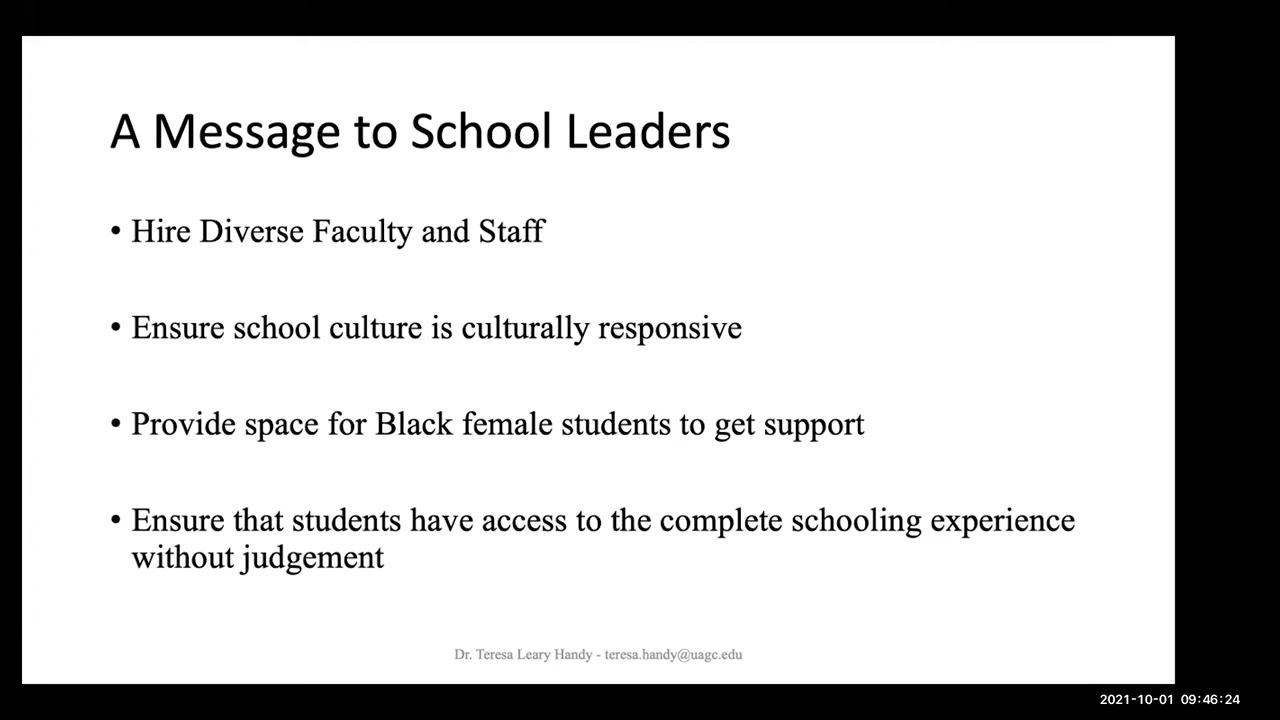 A Message to School Leaders
• Hire Diverse Faculty and Staff
• Ensure school culture is culturally responsive
• Provide space for Black female students to get support
• Ensure that students have access to the complete schooling experience
without judgement
Dr. Teresa Leary Handy - teresa.handy@uagc.edu
2021-10-01 09:46:24